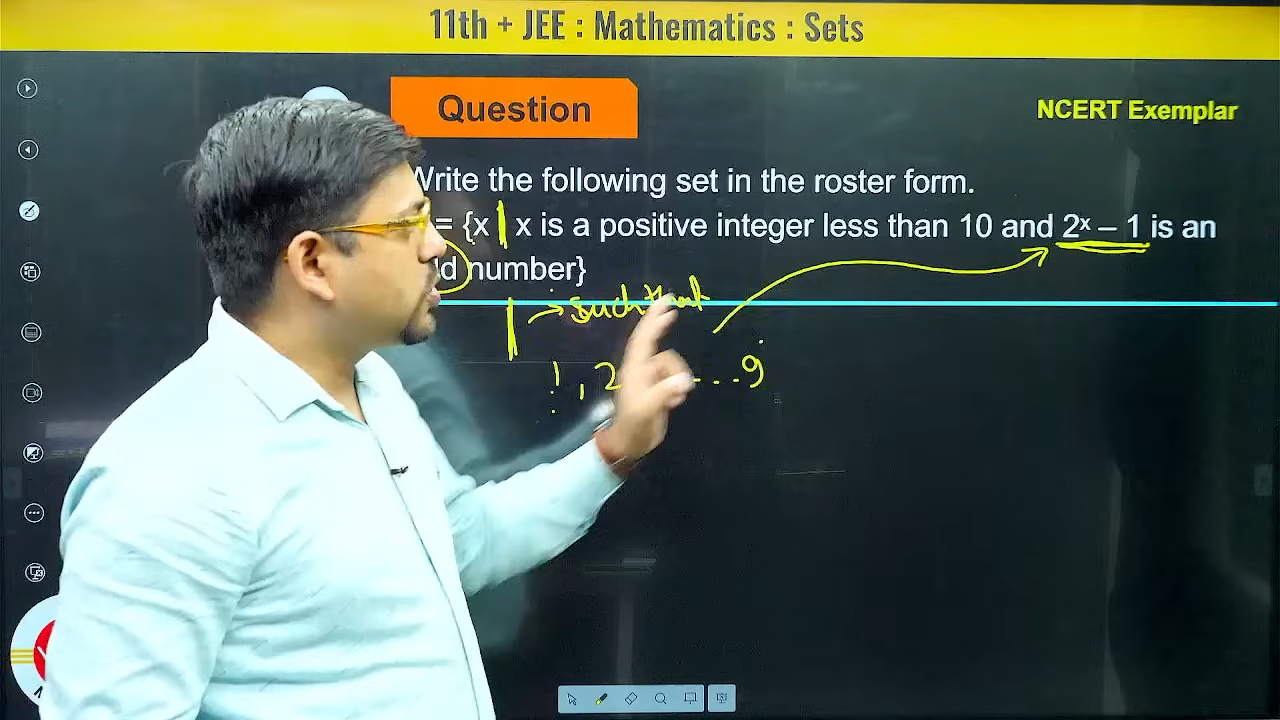 11th + JEE : Mathematics : Sets
Question
NCERT Exemplar
Write the following set in the roster form.
= {x | x is a positive integer less than 10 and 2ˣ – 1 is an
number}
| → such that
1, 2 ... 9